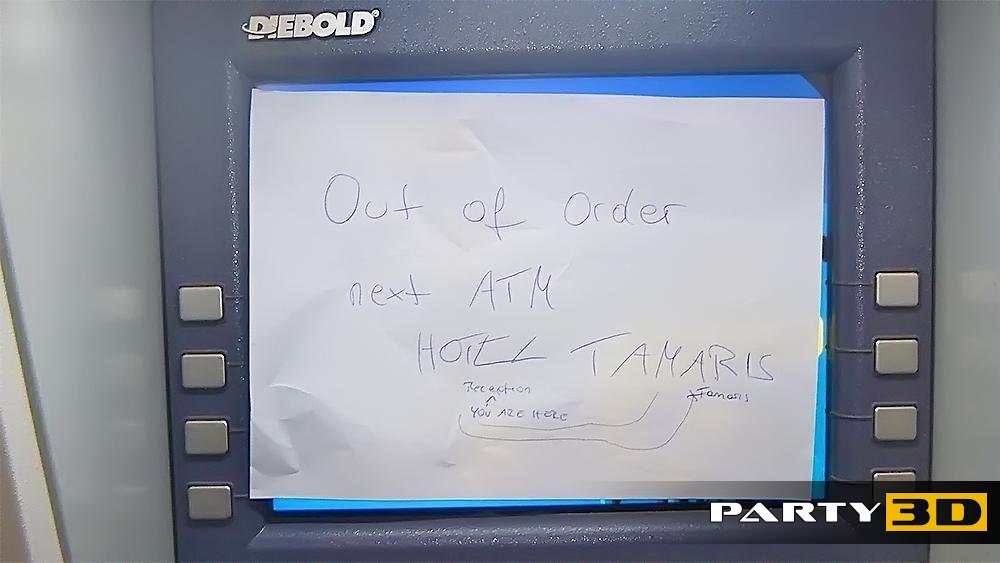 DIEBOLD
Out of Order
next ATM
HOTEL TAMARIS
Reception
Tamaris
YOU ARE HERE
PARTY 3D